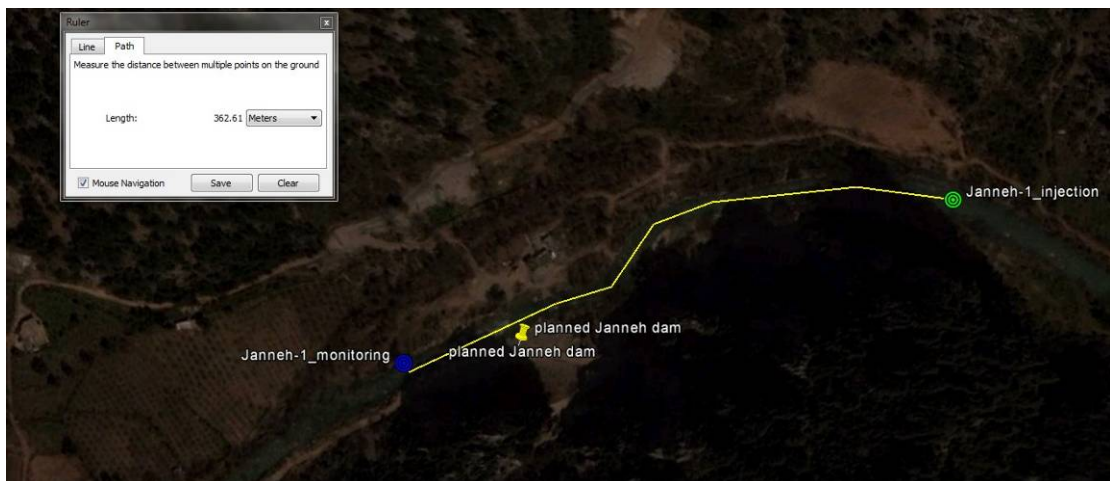 Ruler
Line Path
Measure the distance between multiple points on the ground
Length: 362.61 Meters
Mouse Navigation Save Clear
Janneh-1_injection
planned Janneh dam
Janneh-1_monitoring
planned Janneh dam